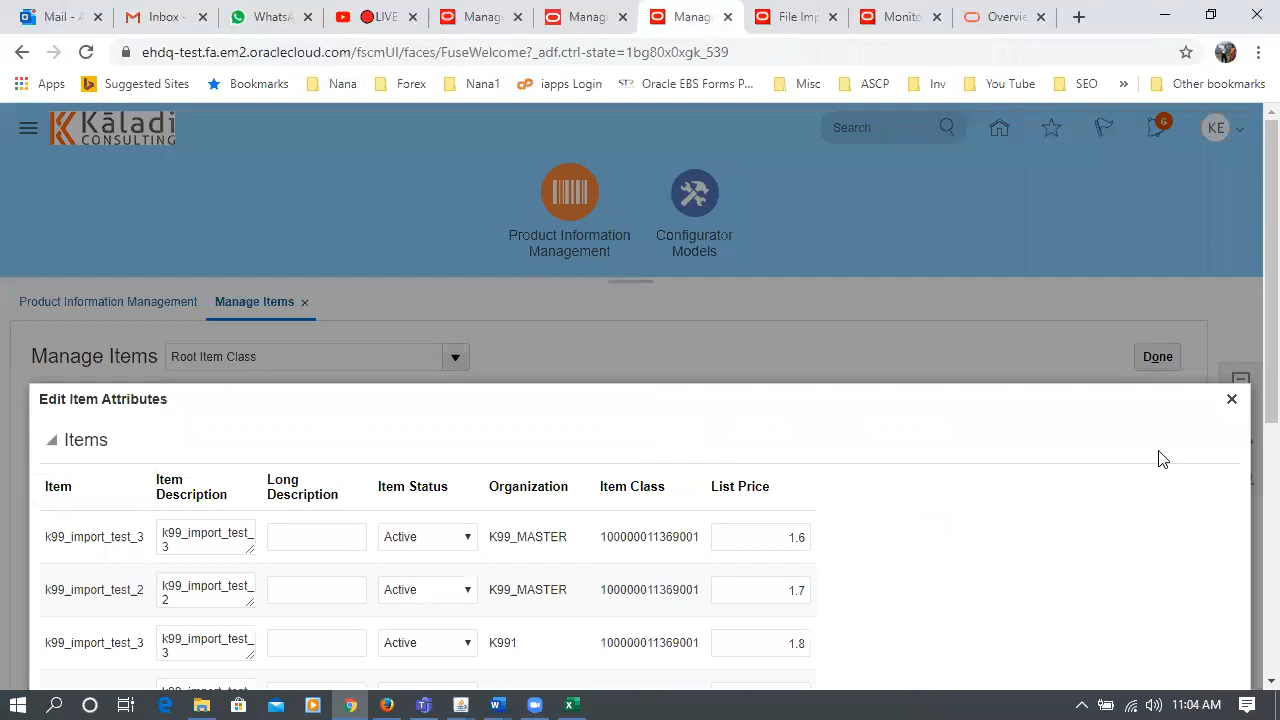 Mail - A
Inbox
WhatsA
LIVE
Manag
Manag
Manag
File Imp
Monito
Overvie
ehdq-test.fa.em2.oraclecloud.com/fscmUI/faces/FuseWelcome?_adf.ctrl-state=1bg80x0xgk_539
Apps
Suggested Sites
Bookmarks
Nana
Forex
Nana1
iapps Login
Oracle EBS Forms P...
Misc
ASCP
Inv
You Tube
SEO
Other bookmarks
Kāladi
CONSULTING
Search
6
KE
Product Information
Management
Configurator
Models
Product Information Management
Manage Items
Manage Items
Root Item Class
Done
Edit Item Attributes
Items
Item
Item
Description
Long
Description
Item Status
Organization
Item Class
List Price
k99_import_test_3
k99_import_test_
3
Active
K99_MASTER
100000011369001
1.6
k99_import_test_2
k99_import_test_
2
Active
K99_MASTER
100000011369001
1.7
k99_import_test_3
k99_import_test_
3
Active
K991
100000011369001
1.8
11:04 AM